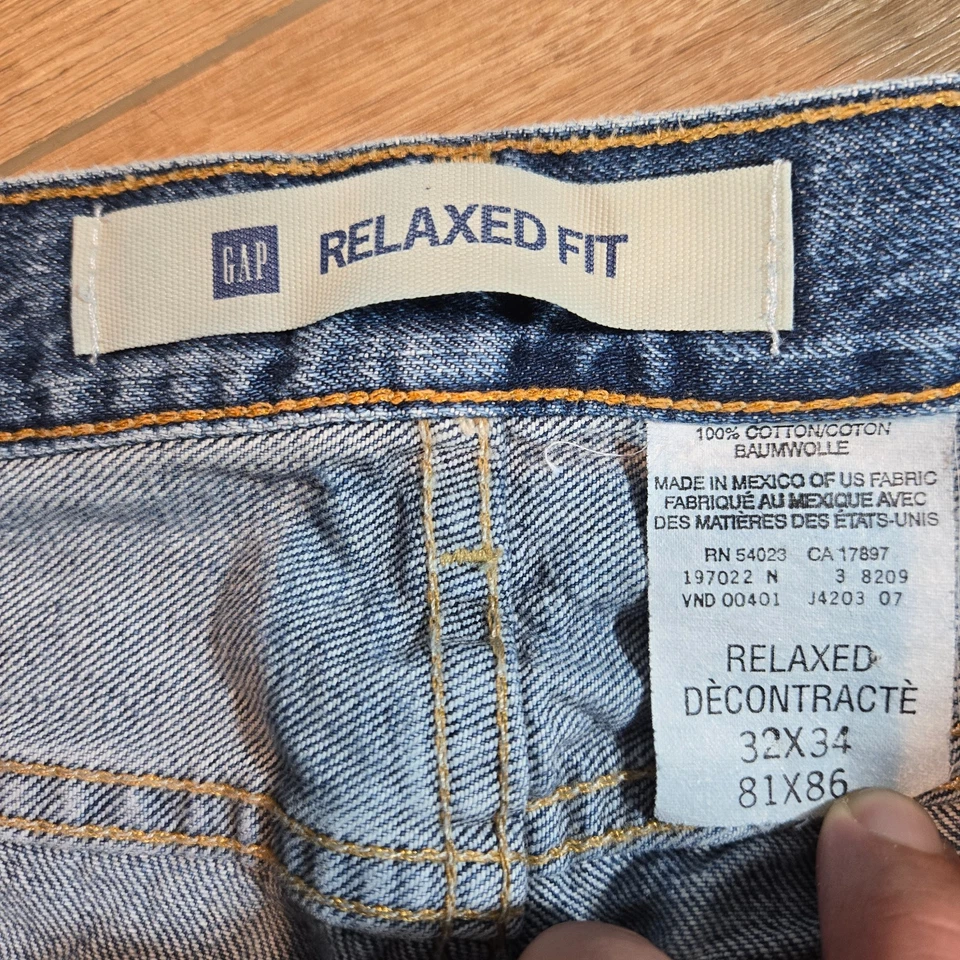 GAP RELAXED FIT
100% COTTON/COTON
BAUMWOLLE
MADE IN MEXICO OF US FABRIC
FABRIQUÉ AU MEXIQUE AVEC
DES MATIÈRES DES ÉTATS-UNIS
RN 54023 CA 17897
197022 N 3 8209
VND 00401 J4203 07
RELAXED
DÈCONTRACTÈ
32X34
81X86